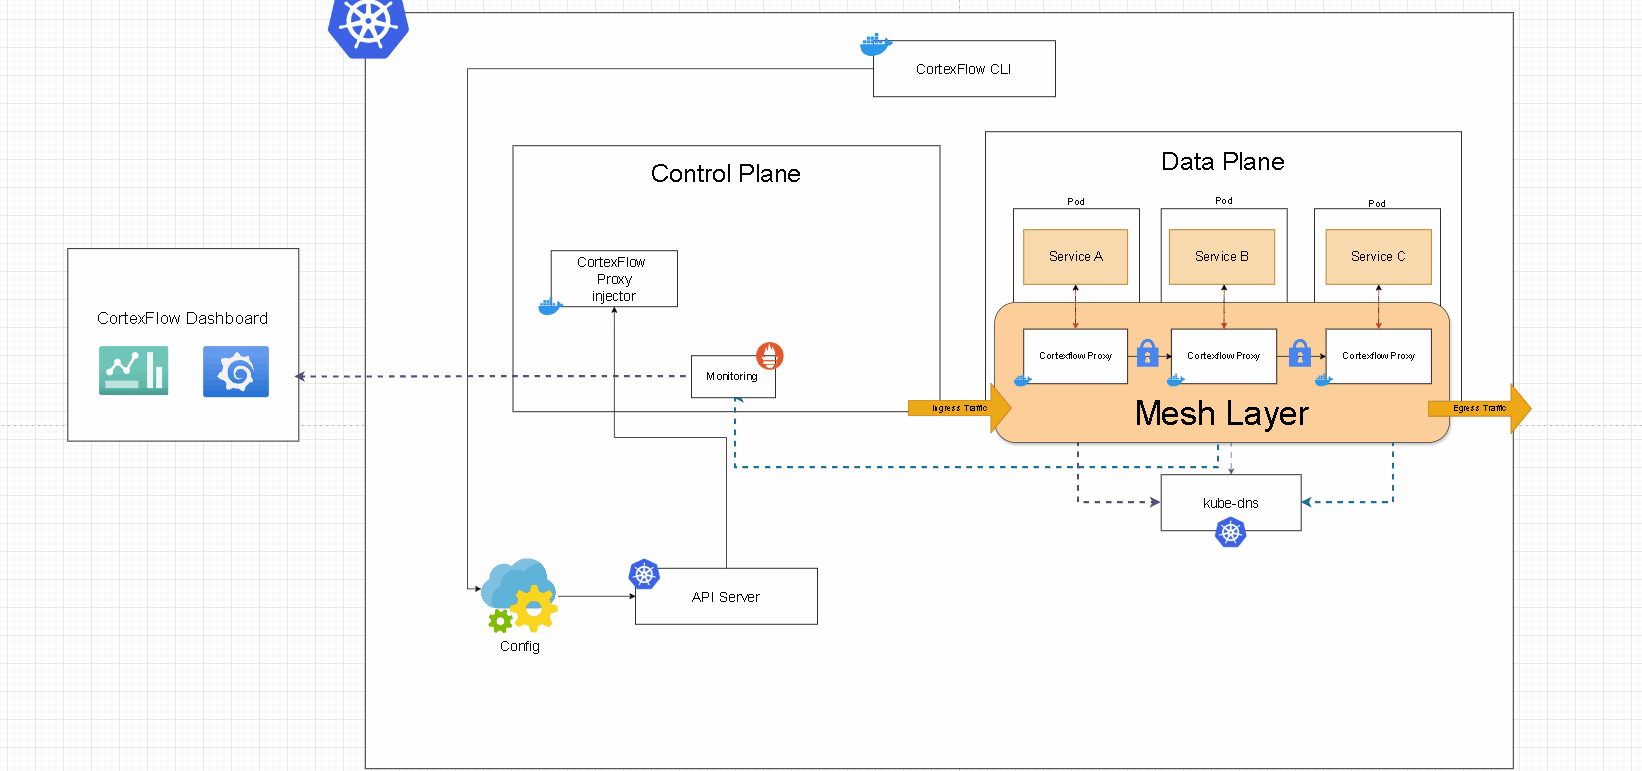 CortexFlow CLI
Control Plane
CortexFlow
Proxy
injector
Monitoring
CortexFlow Dashboard
Data Plane
Pod
Pod
Pod
Service A
Service B
Service C
Cortexflow Proxy
Cortexflow Proxy
Cortexflow Proxy
Ingress Traffic
Mesh Layer
Egress Traffic
kube-dns
API Server
Config